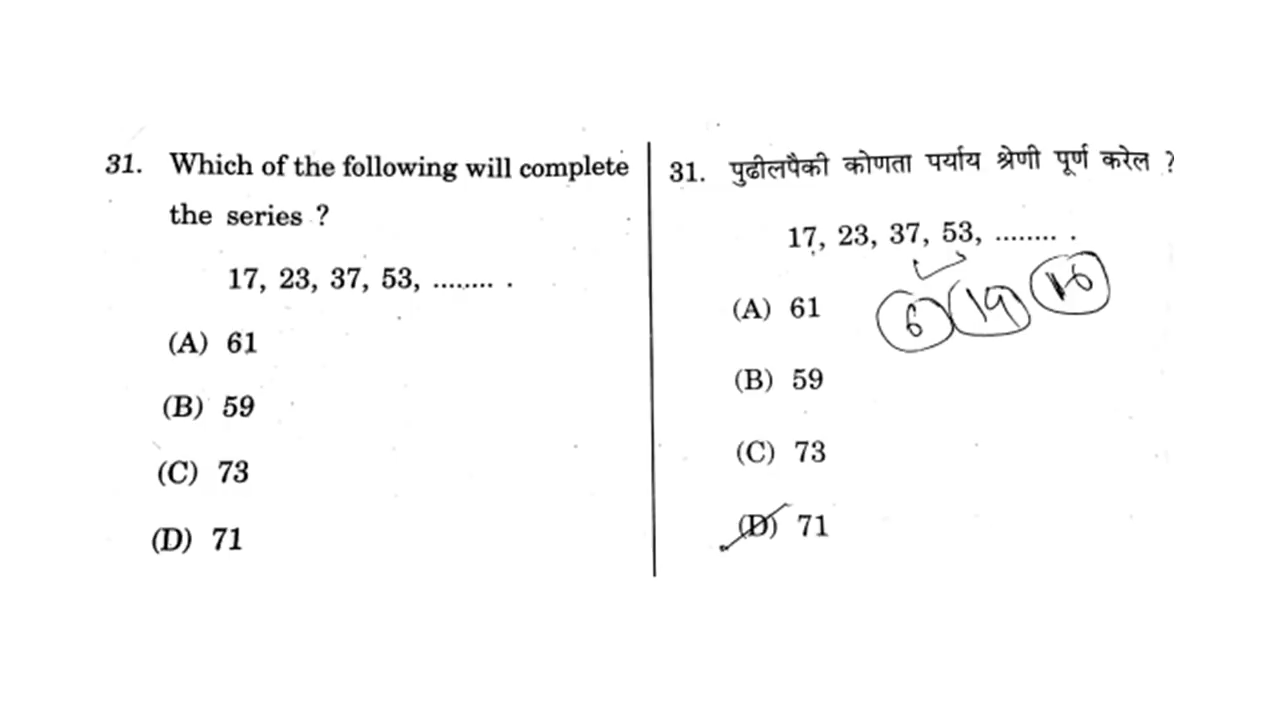 31. Which of the following will complete
the series ?
17, 23, 37, 53, ........ .
(A) 61
(B) 59
(C) 73
(D) 71
31. पुढीलपैकी कोणता पर्याय श्रेणी पूर्ण करेल ?
17, 23, 37, 53, ........ .
6 14 16
(A) 61
(B) 59
(C) 73
(D) 71